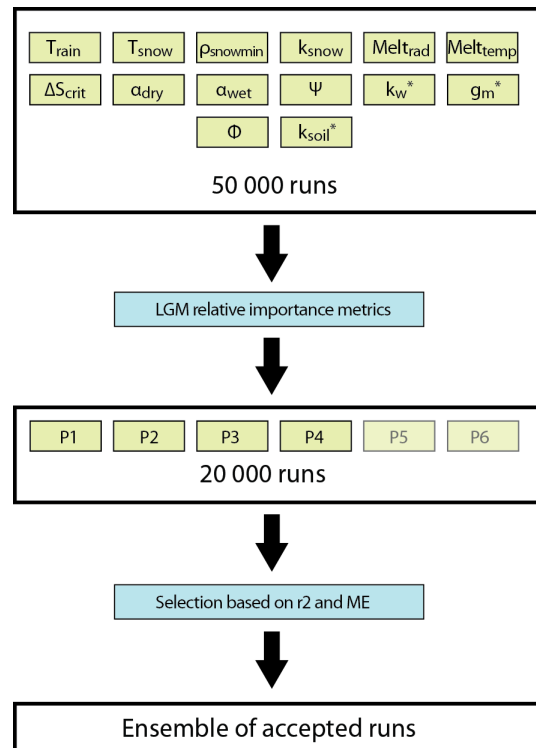 Train Tsnow ρsnowmin ksnow Meltrad Melttemp
ΔScrit αdry αwet Ψ kw* gm*
Φ ksoil*
50 000 runs
LGM relative importance metrics
P1 P2 P3 P4 P5 P6
20 000 runs
Selection based on r2 and ME
Ensemble of accepted runs